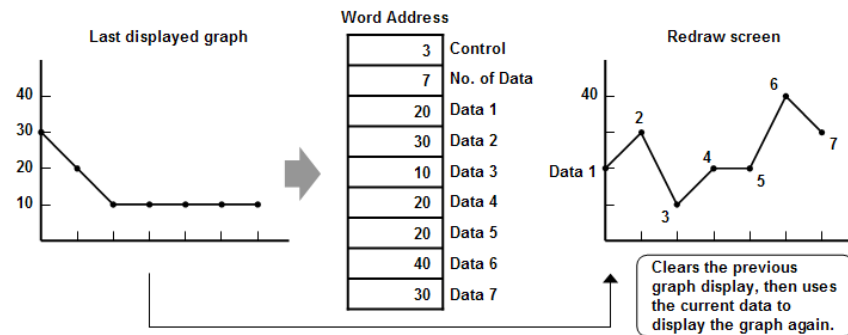 Last displayed graph
40
30
20
10
Word Address
3 Control
7 No. of Data
20 Data 1
30 Data 2
10 Data 3
20 Data 4
20 Data 5
40 Data 6
30 Data 7
Redraw screen
40
Data 1
2
3
4
5
6
7
Clears the previous
graph display, then uses
the current data to
display the graph again.